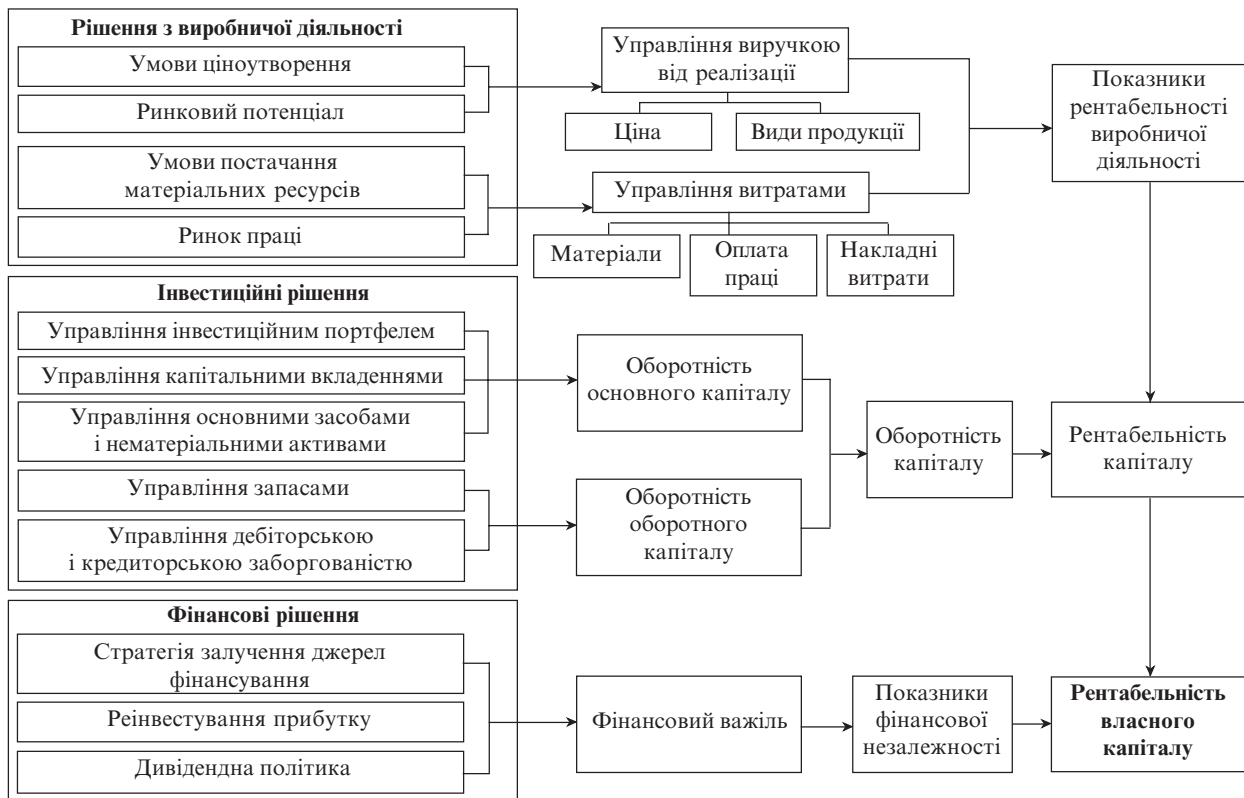 Рішення з виробничої діяльності
Умови ціноутворення
Ринковий потенціал
Умови постачання
матеріальних ресурсів
Ринок праці
Управління виручкою
від реалізації
Ціна
Види продукції
Управління витратами
Матеріали
Оплата
праці
Накладні
витрати
Показники
рентабельності
виробничої
діяльності
Інвестиційні рішення
Управління інвестиційним портфелем
Управління капітальними вкладеннями
Управління основними засобами
і нематеріальними активами
Управління запасами
Управління дебіторською
і кредиторською заборгованістю
Оборотність
основного капіталу
Оборотність
оборотного
капіталу
Оборотність
капіталу
Рентабельність
капіталу
Фінансові рішення
Стратегія залучення джерел
фінансування
Реінвестування прибутку
Дивідендна політика
Фінансовий важіль
Показники
фінансової
незалежності
Рентабельність
власного
капіталу